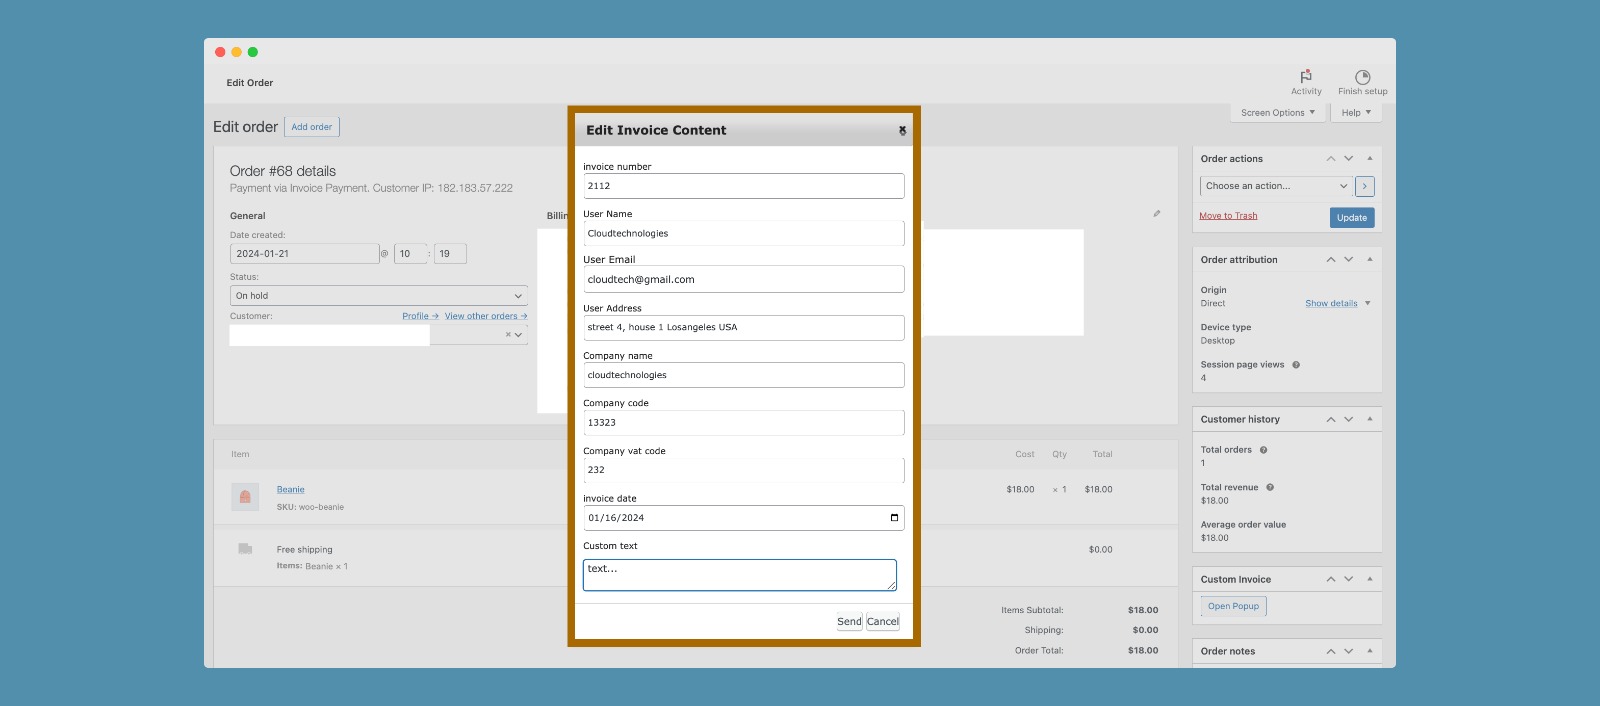 Edit Order
Activity
Finish setup
Screen Options
Help
Edit order
Add order
Order #68 details
Payment via Invoice Payment. Customer IP: 182.183.57.222
General
Billin
Date created:
2024-01-21 @ 10 : 19
Status:
On hold
Customer:
Profile → View other orders →
Edit Invoice Content
invoice number
2112
User Name
Cloudtechnologies
User Email
cloudtech@gmail.com
User Address
street 4, house 1 Losangeles USA
Company name
cloudtechnologies
Company code
13323
Company vat code
232
invoice date
01/16/2024
Custom text
text...
Send Cancel
Item Cost Qty Total
Beanie $18.00 × 1 $18.00
SKU: woo-beanie
Free shipping $0.00
Items: Beanie × 1
Items Subtotal: $18.00
Shipping: $0.00
Order Total: $18.00
Order actions
Choose an action...
Move to Trash
Update
Order attribution
Origin
Direct
Show details
Device type
Desktop
Session page views
4
Customer history
Total orders
1
Total revenue
$18.00
Average order value
$18.00
Custom Invoice
Open Popup
Order notes